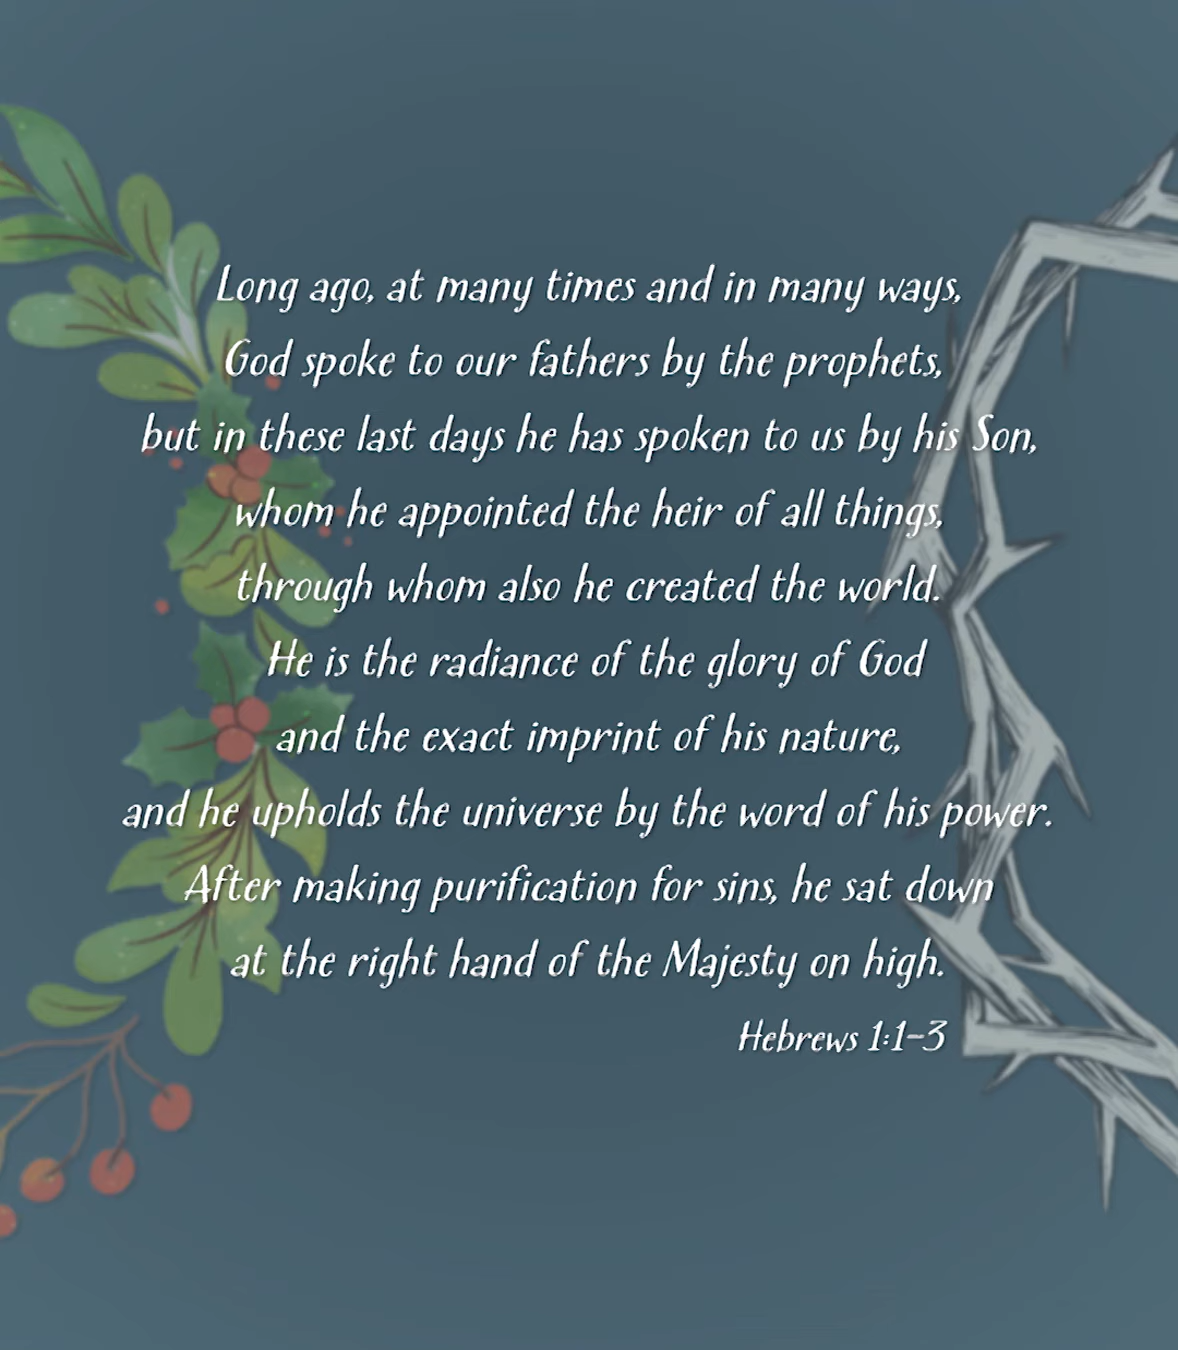 Long ago, at many times and in many ways,
God spoke to our fathers by the prophets,
but in these last days he has spoken to us by his Son,
whom he appointed the heir of all things,
through whom also he created the world.
He is the radiance of the glory of God
and the exact imprint of his nature,
and he upholds the universe by the word of his power.
After making purification for sins, he sat down
at the right hand of the Majesty on high.
Hebrews 1:1–3